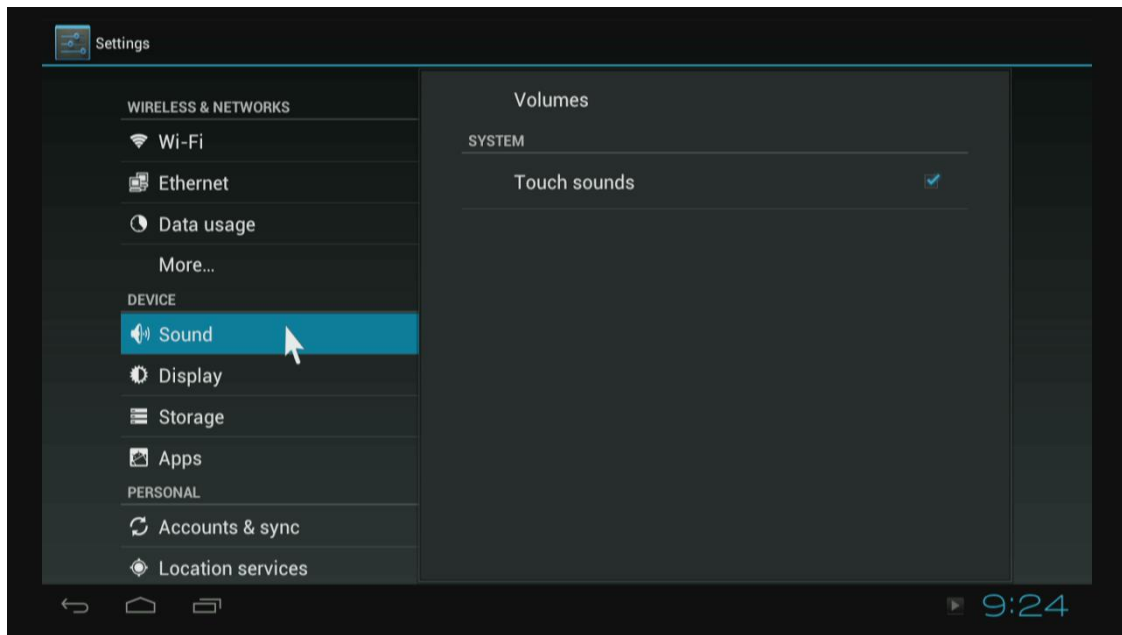 Settings
WIRELESS & NETWORKS
Wi-Fi
Ethernet
Data usage
More...
DEVICE
Sound
Display
Storage
Apps
PERSONAL
Accounts & sync
Location services
Volumes
SYSTEM
Touch sounds
9:24